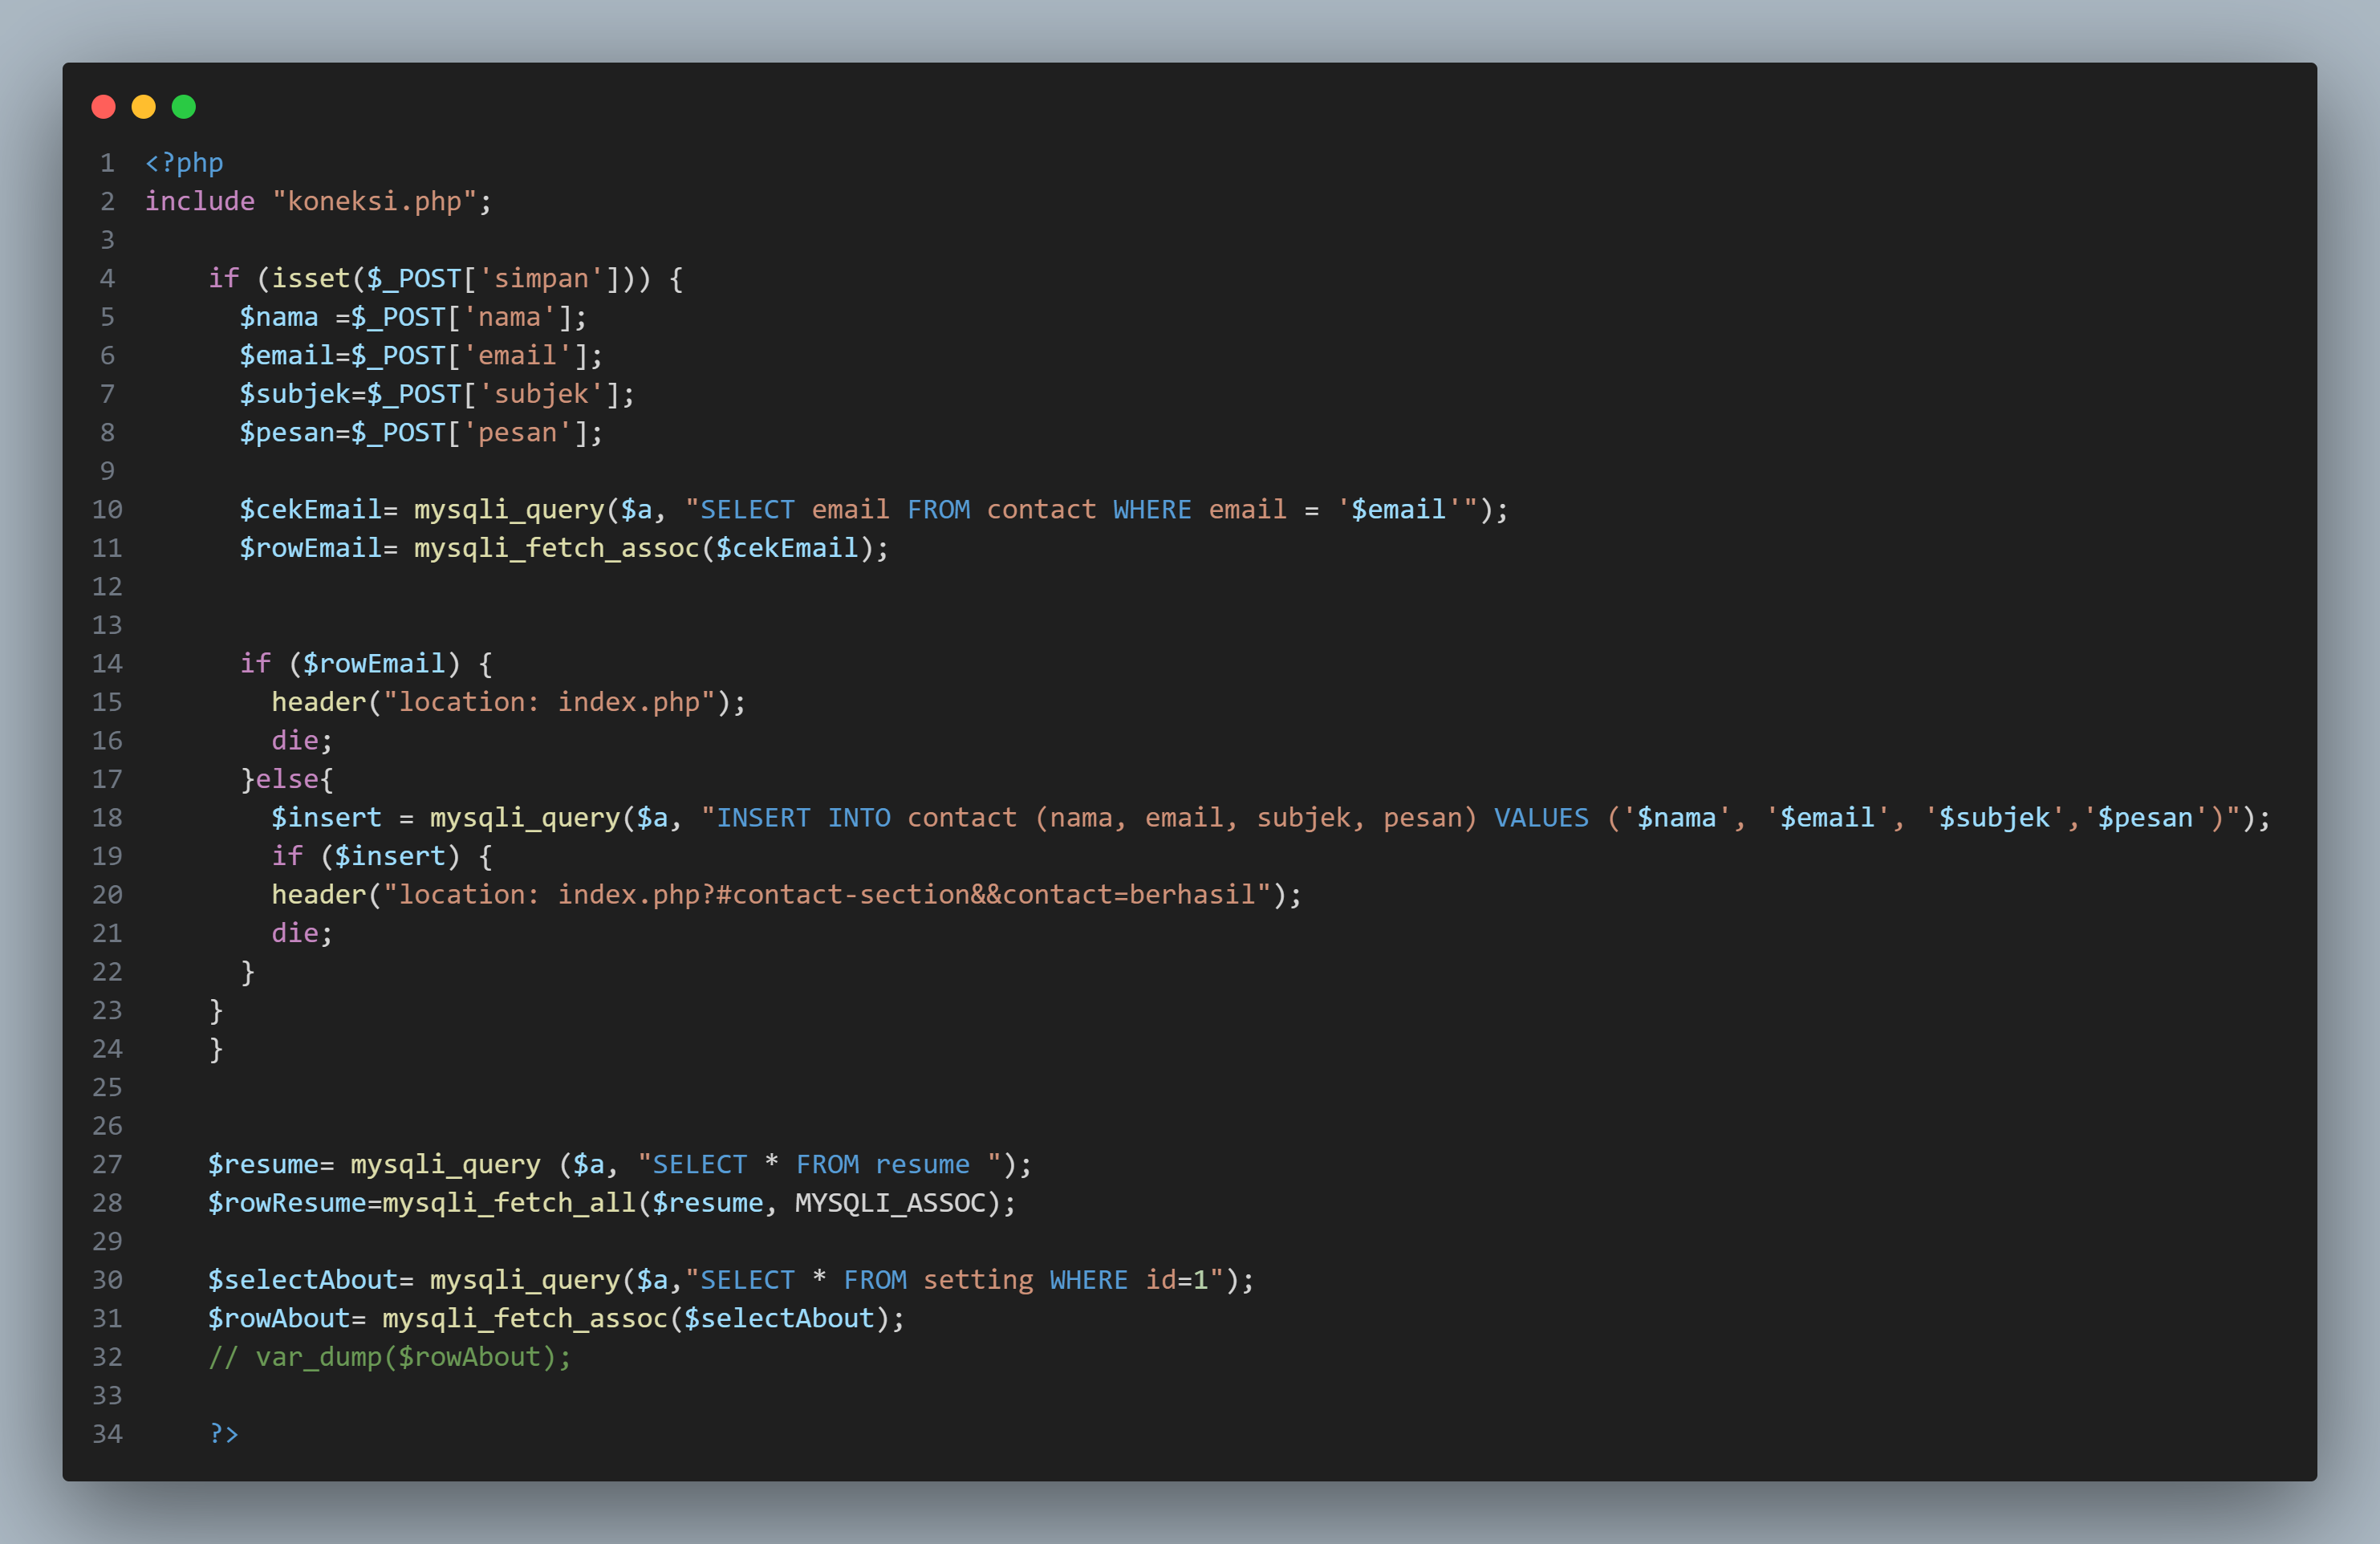 1 <?php
2 include "koneksi.php";
3
4     if (isset($_POST['simpan'])) {
5       $nama =$_POST['nama'];
6       $email=$_POST['email'];
7       $subjek=$_POST['subjek'];
8       $pesan=$_POST['pesan'];
9
10       $cekEmail= mysqli_query($a, "SELECT email FROM contact WHERE email = '$email'");
11       $rowEmail= mysqli_fetch_assoc($cekEmail);
12
13
14       if ($rowEmail) {
15         header("location: index.php");
16         die;
17       }else{
18         $insert = mysqli_query($a, "INSERT INTO contact (nama, email, subjek, pesan) VALUES ('$nama', '$email', '$subjek','$pesan')");
19         if ($insert) {
20         header("location: index.php?#contact-section&&contact=berhasil");
21         die;
22       }
23     }
24     }
25
26
27     $resume= mysqli_query ($a, "SELECT * FROM resume ");
28     $rowResume=mysqli_fetch_all($resume, MYSQLI_ASSOC);
29
30     $selectAbout= mysqli_query($a,"SELECT * FROM setting WHERE id=1");
31     $rowAbout= mysqli_fetch_assoc($selectAbout);
32     // var_dump($rowAbout);
33
34     ?>